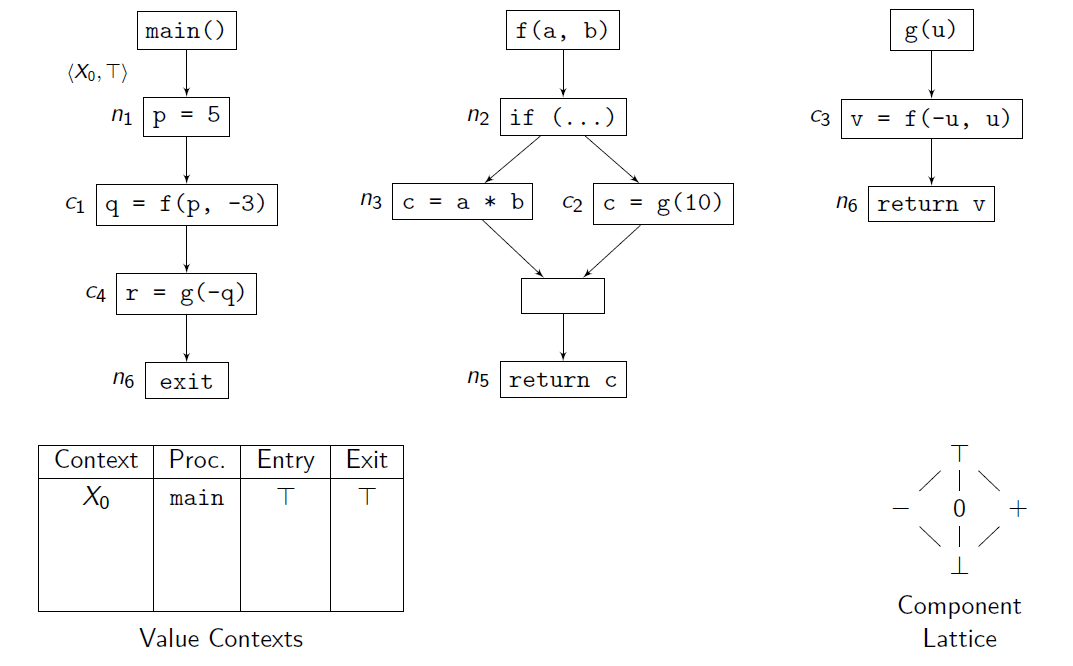 main()
⟨X₀, ⊤⟩
n₁ p = 5
c₁ q = f(p, -3)
c₄ r = g(-q)
n₆ exit
f(a, b)
n₂ if (...)
n₃ c = a * b
c₂ c = g(10)
n₅ return c
g(u)
c₃ v = f(-u, u)
n₆ return v
Context Proc. Entry Exit
X₀ main ⊤ ⊤
Value Contexts
⊤
− 0 +
⊥
Component
Lattice